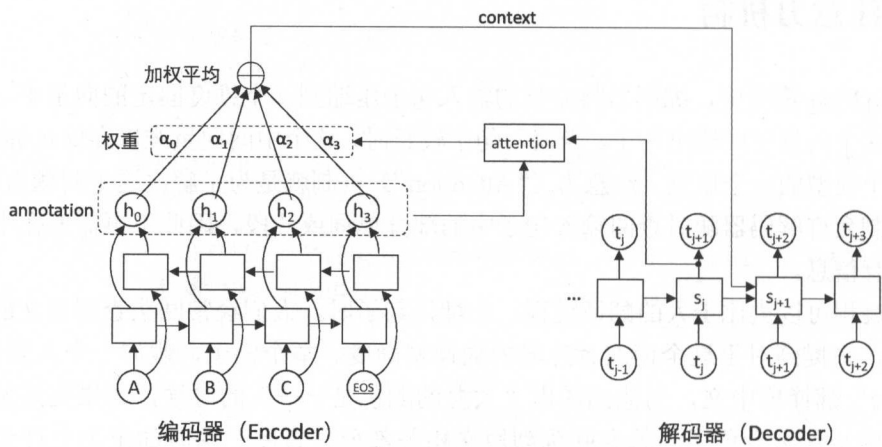 context
加权平均
权重 α₀ α₁ α₂ α₃
attention
annotation h₀ h₁ h₂ h₃
tⱼ tⱼ₊₁ tⱼ₊₂ tⱼ₊₃
... sⱼ sⱼ₊₁
A B C EOS
tⱼ₋₁ tⱼ tⱼ₊₁ tⱼ₊₂
编码器（Encoder） 解码器（Decoder）